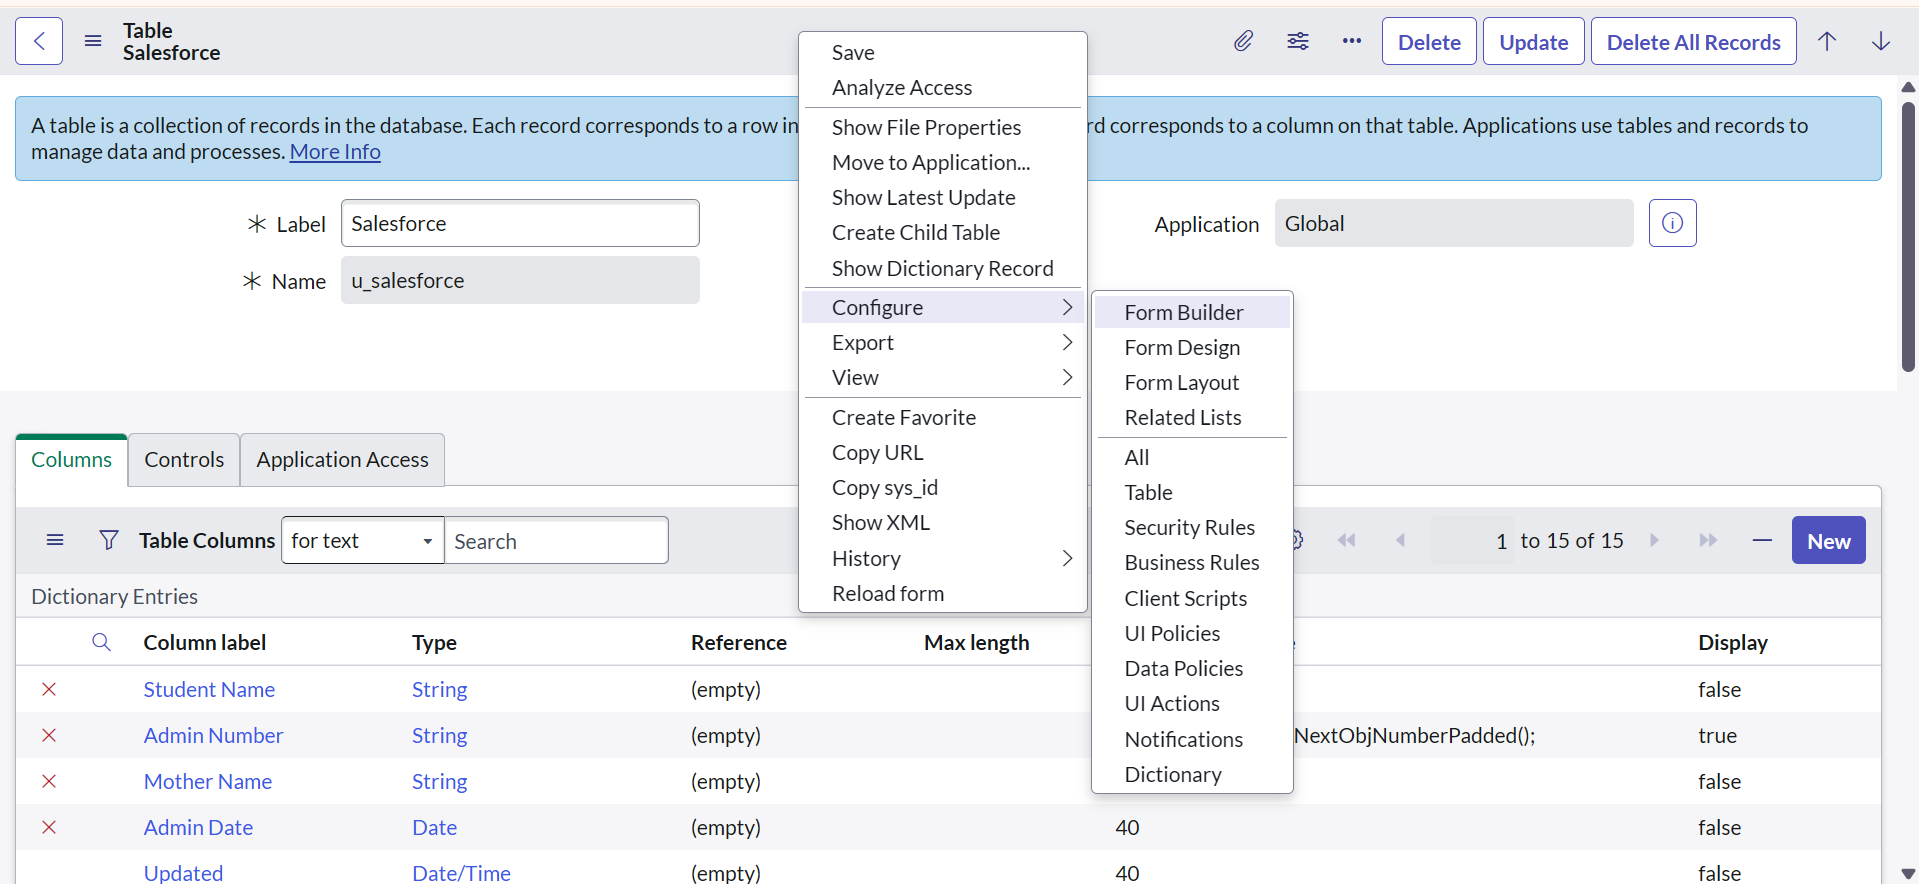 Table
Salesforce
Delete
Update
Delete All Records
A table is a collection of records in the database. Each record corresponds to a row in
rd corresponds to a column on that table. Applications use tables and records to
manage data and processes. More Info
Label
Salesforce
Application
Global
Name
u_salesforce
Save
Analyze Access
Show File Properties
Move to Application...
Show Latest Update
Create Child Table
Show Dictionary Record
Configure
Export
View
Create Favorite
Copy URL
Copy sys_id
Show XML
History
Reload form
Form Builder
Form Design
Form Layout
Related Lists
All
Table
Security Rules
Business Rules
Client Scripts
UI Policies
Data Policies
UI Actions
Notifications
Dictionary
Columns
Controls
Application Access
Table Columns
for text
Search
1 to 15 of 15
New
Dictionary Entries
Column label Type Reference Max length Display
Student Name String (empty) false
Admin Number String (empty) NextObjNumberPadded(); true
Mother Name String (empty) false
Admin Date Date (empty) 40 false
Updated Date/Time (empty) 40 false